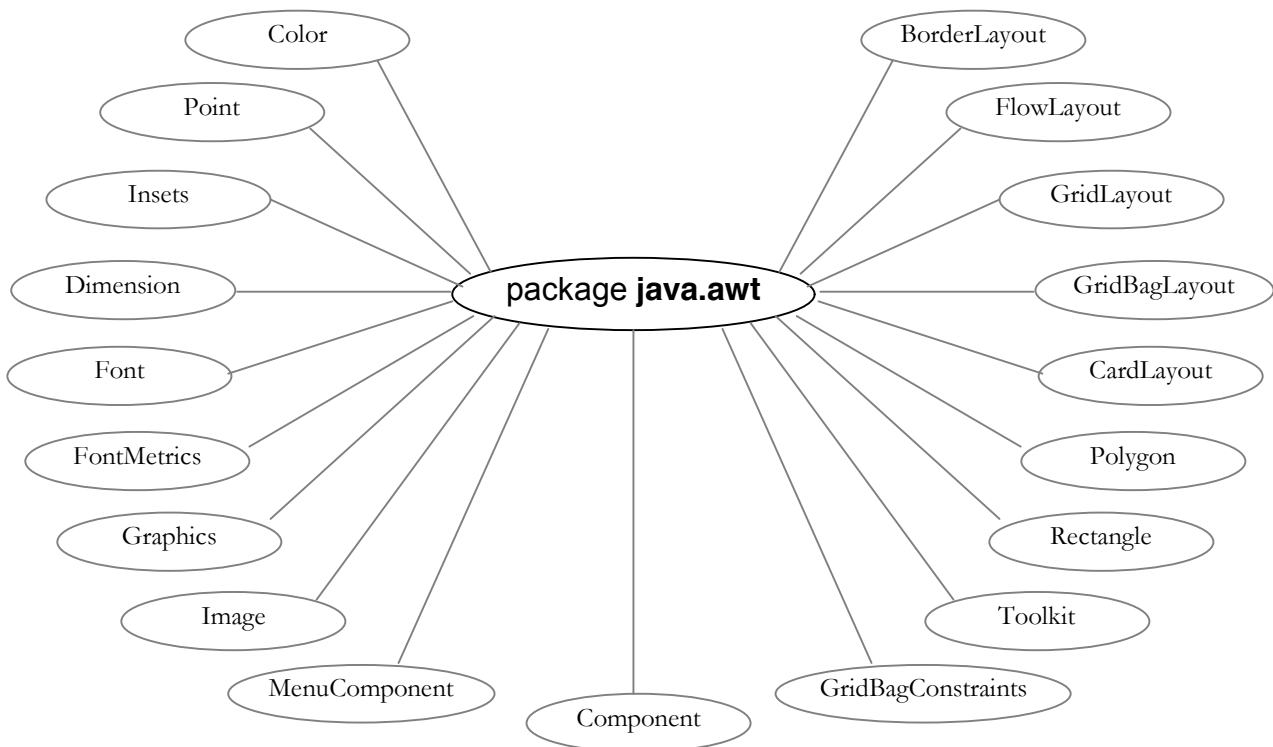 Color
BorderLayout
Point
FlowLayout
Insets
GridLayout
Dimension
package java.awt
GridBagLayout
Font
CardLayout
FontMetrics
Polygon
Graphics
Rectangle
Image
Toolkit
MenuComponent
GridBagConstraints
Component